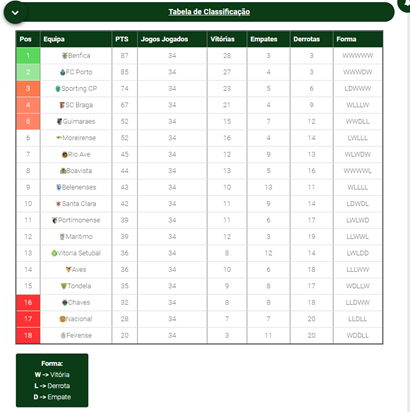 Tabela de Classificação
Pos Equipa PTS Jogos Jogados Vitórias Empates Derrotas Forma
1 Benfica 87 34 28 3 3 WWWWW
2 FC Porto 85 34 27 4 3 WWWDW
3 Sporting CP 74 34 23 5 6 LDWWW
4 SC Braga 67 34 21 4 9 WLLLW
5 Guimaraes 52 34 15 7 12 WWDLL
6 Moreirense 52 34 16 4 14 LWLLL
7 Rio Ave 45 34 12 9 13 WLWDW
8 Boavista 44 34 13 5 16 WWWWL
9 Belenenses 43 34 10 13 11 WLLLL
10 Santa Clara 42 34 11 9 14 LDWDL
11 Portimonense 39 34 11 6 17 LWLWD
12 Maritimo 39 34 12 3 19 LLWWL
13 Vitoria Setubal 36 34 8 12 14 LWLDD
14 Aves 36 34 10 6 18 LLLWW
15 Tondela 35 34 9 8 17 WDLLW
16 Chaves 32 34 8 8 18 LLDWW
17 Nacional 28 34 7 7 20 LLDLL
18 Feirense 20 34 3 11 20 WDDLL
Forma:
W -> Vitória
L -> Derrota
D -> Empate